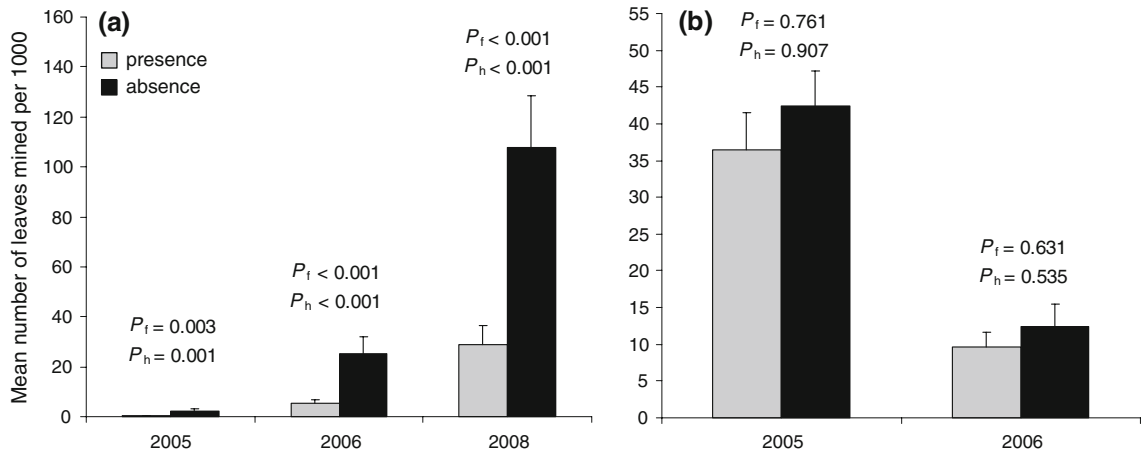 Mean number of leaves mined per 1000
(a)
160
140
120
100
80
60
40
20
0
presence
absence
Pf = 0.003
Ph = 0.001
Pf < 0.001
Ph < 0.001
Pf < 0.001
Ph < 0.001
2005 2006 2008
(b)
55
50
45
40
35
30
25
20
15
10
5
0
Pf = 0.761
Ph = 0.907
Pf = 0.631
Ph = 0.535
2005 2006